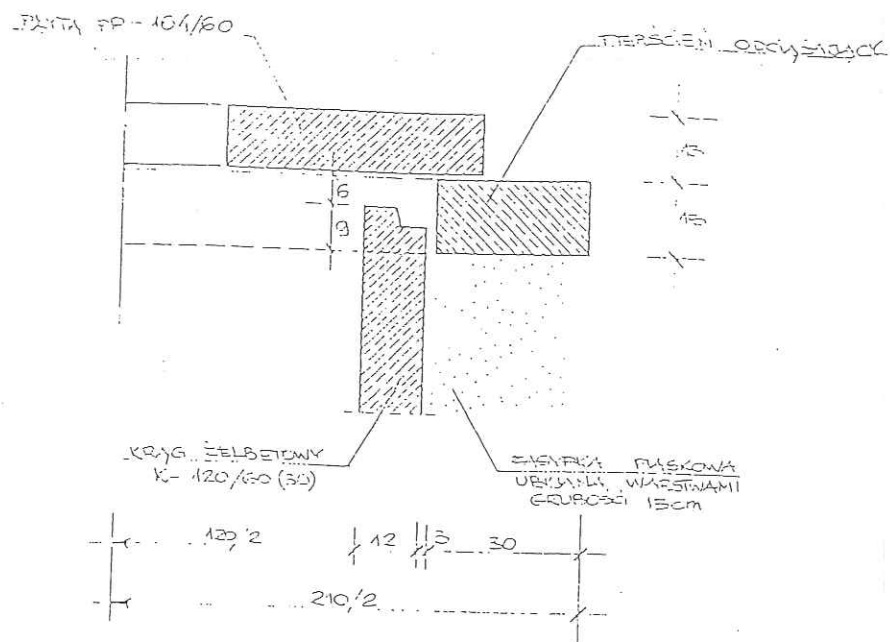 PŁYTA PP - 104/60
PIERŚCIEŃ ODCIĄŻAJĄCY
15
6
9
15
KRĄG ŻELBETOWY
K- 120/60 (30)
ZASYPKA PIASKOWA
UBIJANA WARSTWAMI
GRUBOŚCI 15cm
120/2
12
3
30
210/2